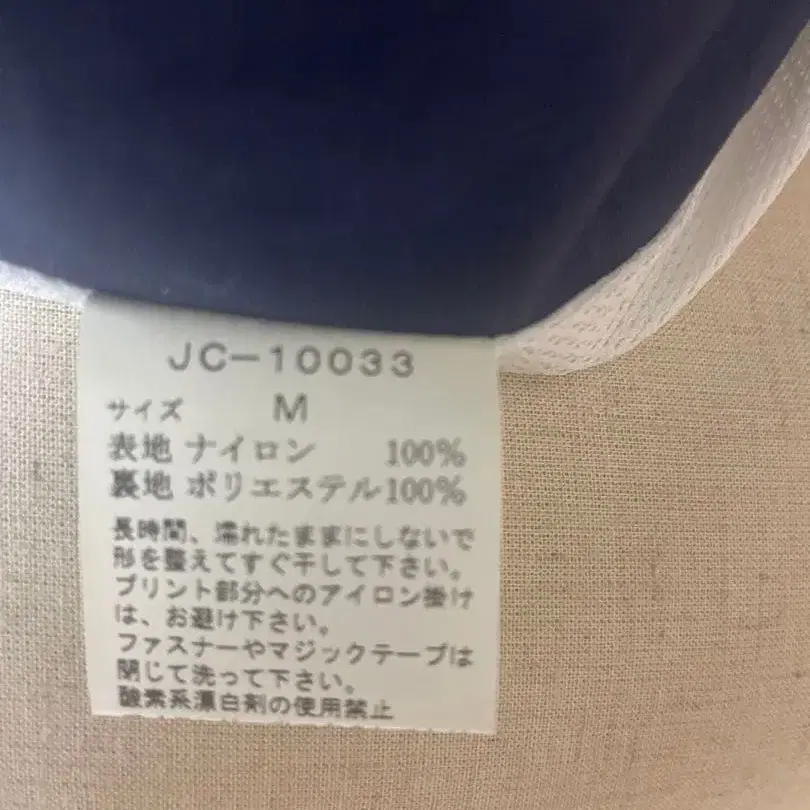 JC-10033
サイズ M
表地 ナイロン 100%
裏地 ポリエステル100%
長時間、濡れたままにしないで
形を整えてすぐ干して下さい。
プリント部分へのアイロン掛け
は、お避け下さい。
ファスナーやマジックテープは
閉じて洗って下さい。
酸素系漂白剤の使用禁止